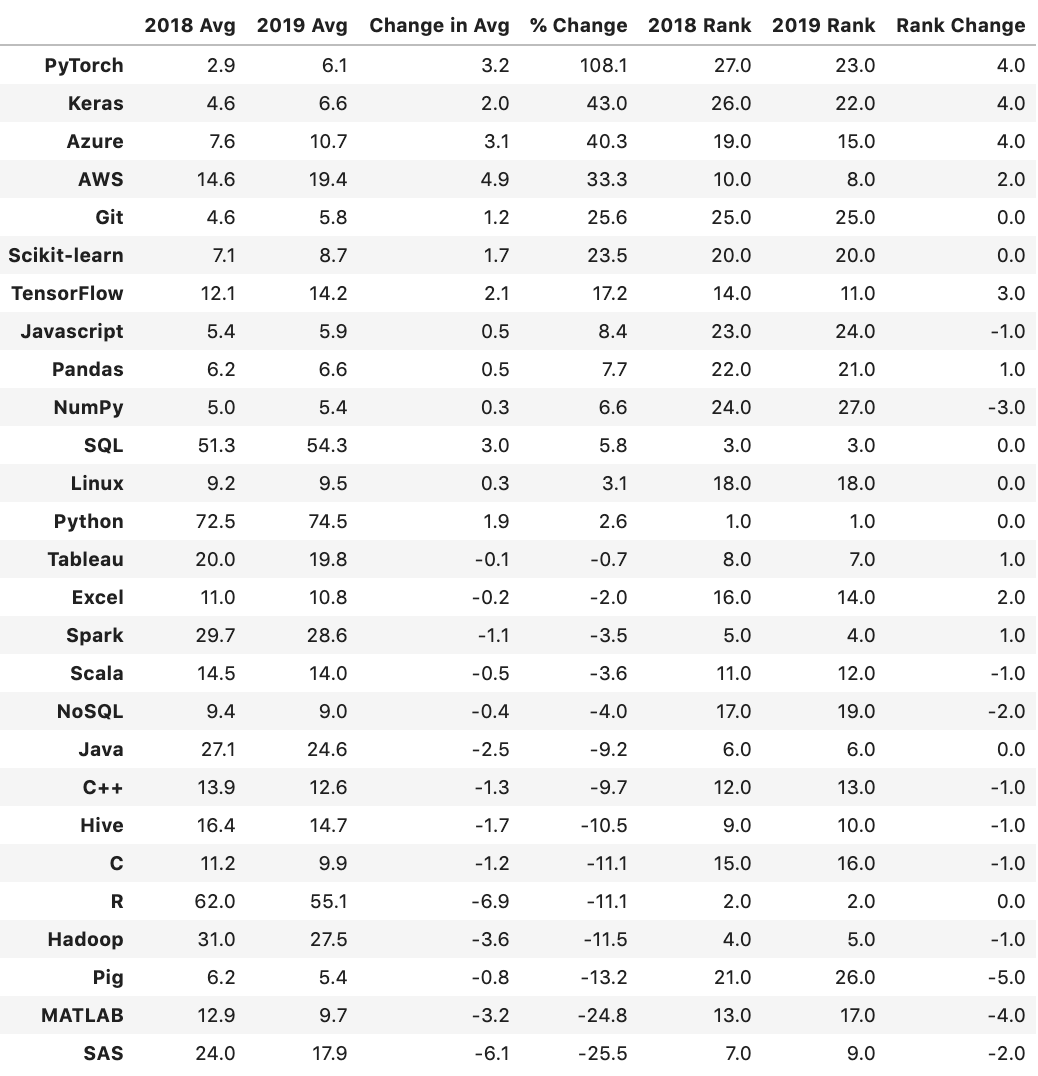 2018 Avg 2019 Avg Change in Avg % Change 2018 Rank 2019 Rank Rank Change
PyTorch 2.9 6.1 3.2 108.1 27.0 23.0 4.0
Keras 4.6 6.6 2.0 43.0 26.0 22.0 4.0
Azure 7.6 10.7 3.1 40.3 19.0 15.0 4.0
AWS 14.6 19.4 4.9 33.3 10.0 8.0 2.0
Git 4.6 5.8 1.2 25.6 25.0 25.0 0.0
Scikit-learn 7.1 8.7 1.7 23.5 20.0 20.0 0.0
TensorFlow 12.1 14.2 2.1 17.2 14.0 11.0 3.0
Javascript 5.4 5.9 0.5 8.4 23.0 24.0 -1.0
Pandas 6.2 6.6 0.5 7.7 22.0 21.0 1.0
NumPy 5.0 5.4 0.3 6.6 24.0 27.0 -3.0
SQL 51.3 54.3 3.0 5.8 3.0 3.0 0.0
Linux 9.2 9.5 0.3 3.1 18.0 18.0 0.0
Python 72.5 74.5 1.9 2.6 1.0 1.0 0.0
Tableau 20.0 19.8 -0.1 -0.7 8.0 7.0 1.0
Excel 11.0 10.8 -0.2 -2.0 16.0 14.0 2.0
Spark 29.7 28.6 -1.1 -3.5 5.0 4.0 1.0
Scala 14.5 14.0 -0.5 -3.6 11.0 12.0 -1.0
NoSQL 9.4 9.0 -0.4 -4.0 17.0 19.0 -2.0
Java 27.1 24.6 -2.5 -9.2 6.0 6.0 0.0
C++ 13.9 12.6 -1.3 -9.7 12.0 13.0 -1.0
Hive 16.4 14.7 -1.7 -10.5 9.0 10.0 -1.0
C 11.2 9.9 -1.2 -11.1 15.0 16.0 -1.0
R 62.0 55.1 -6.9 -11.1 2.0 2.0 0.0
Hadoop 31.0 27.5 -3.6 -11.5 4.0 5.0 -1.0
Pig 6.2 5.4 -0.8 -13.2 21.0 26.0 -5.0
MATLAB 12.9 9.7 -3.2 -24.8 13.0 17.0 -4.0
SAS 24.0 17.9 -6.1 -25.5 7.0 9.0 -2.0